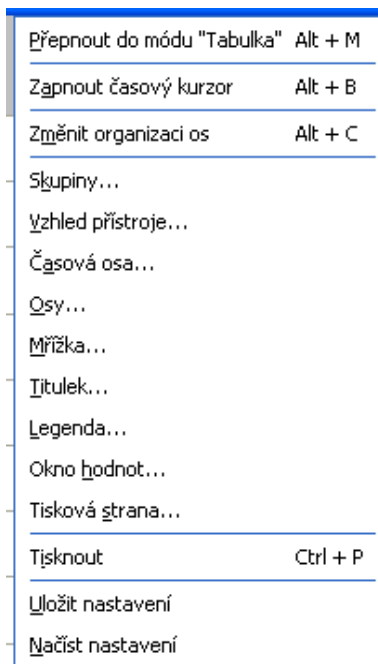 Přepnout do módu "Tabulka" Alt + M
Zapnout časový kurzor Alt + B
Změnit organizaci os Alt + C
Skupiny...
Vzhled přístroje...
Časová osa...
Osy...
Mřížka...
Titulek...
Legenda...
Okno hodnot...
Tisková strana...
Tisknout Ctrl + P
Uložit nastavení
Načíst nastavení